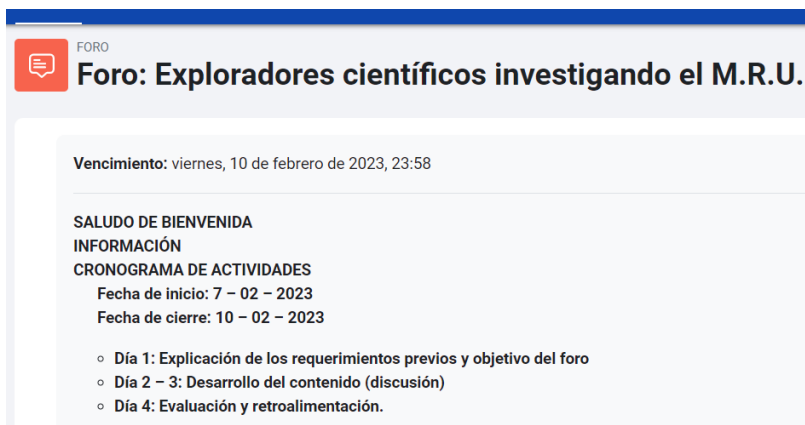 FORO
Foro: Exploradores científicos investigando el M.R.U.
Vencimiento: viernes, 10 de febrero de 2023, 23:58
SALUDO DE BIENVENIDA
INFORMACIÓN
CRONOGRAMA DE ACTIVIDADES
Fecha de inicio: 7 – 02 – 2023
Fecha de cierre: 10 – 02 – 2023
Día 1: Explicación de los requerimientos previos y objetivo del foro
Día 2 – 3: Desarrollo del contenido (discusión)
Día 4: Evaluación y retroalimentación.